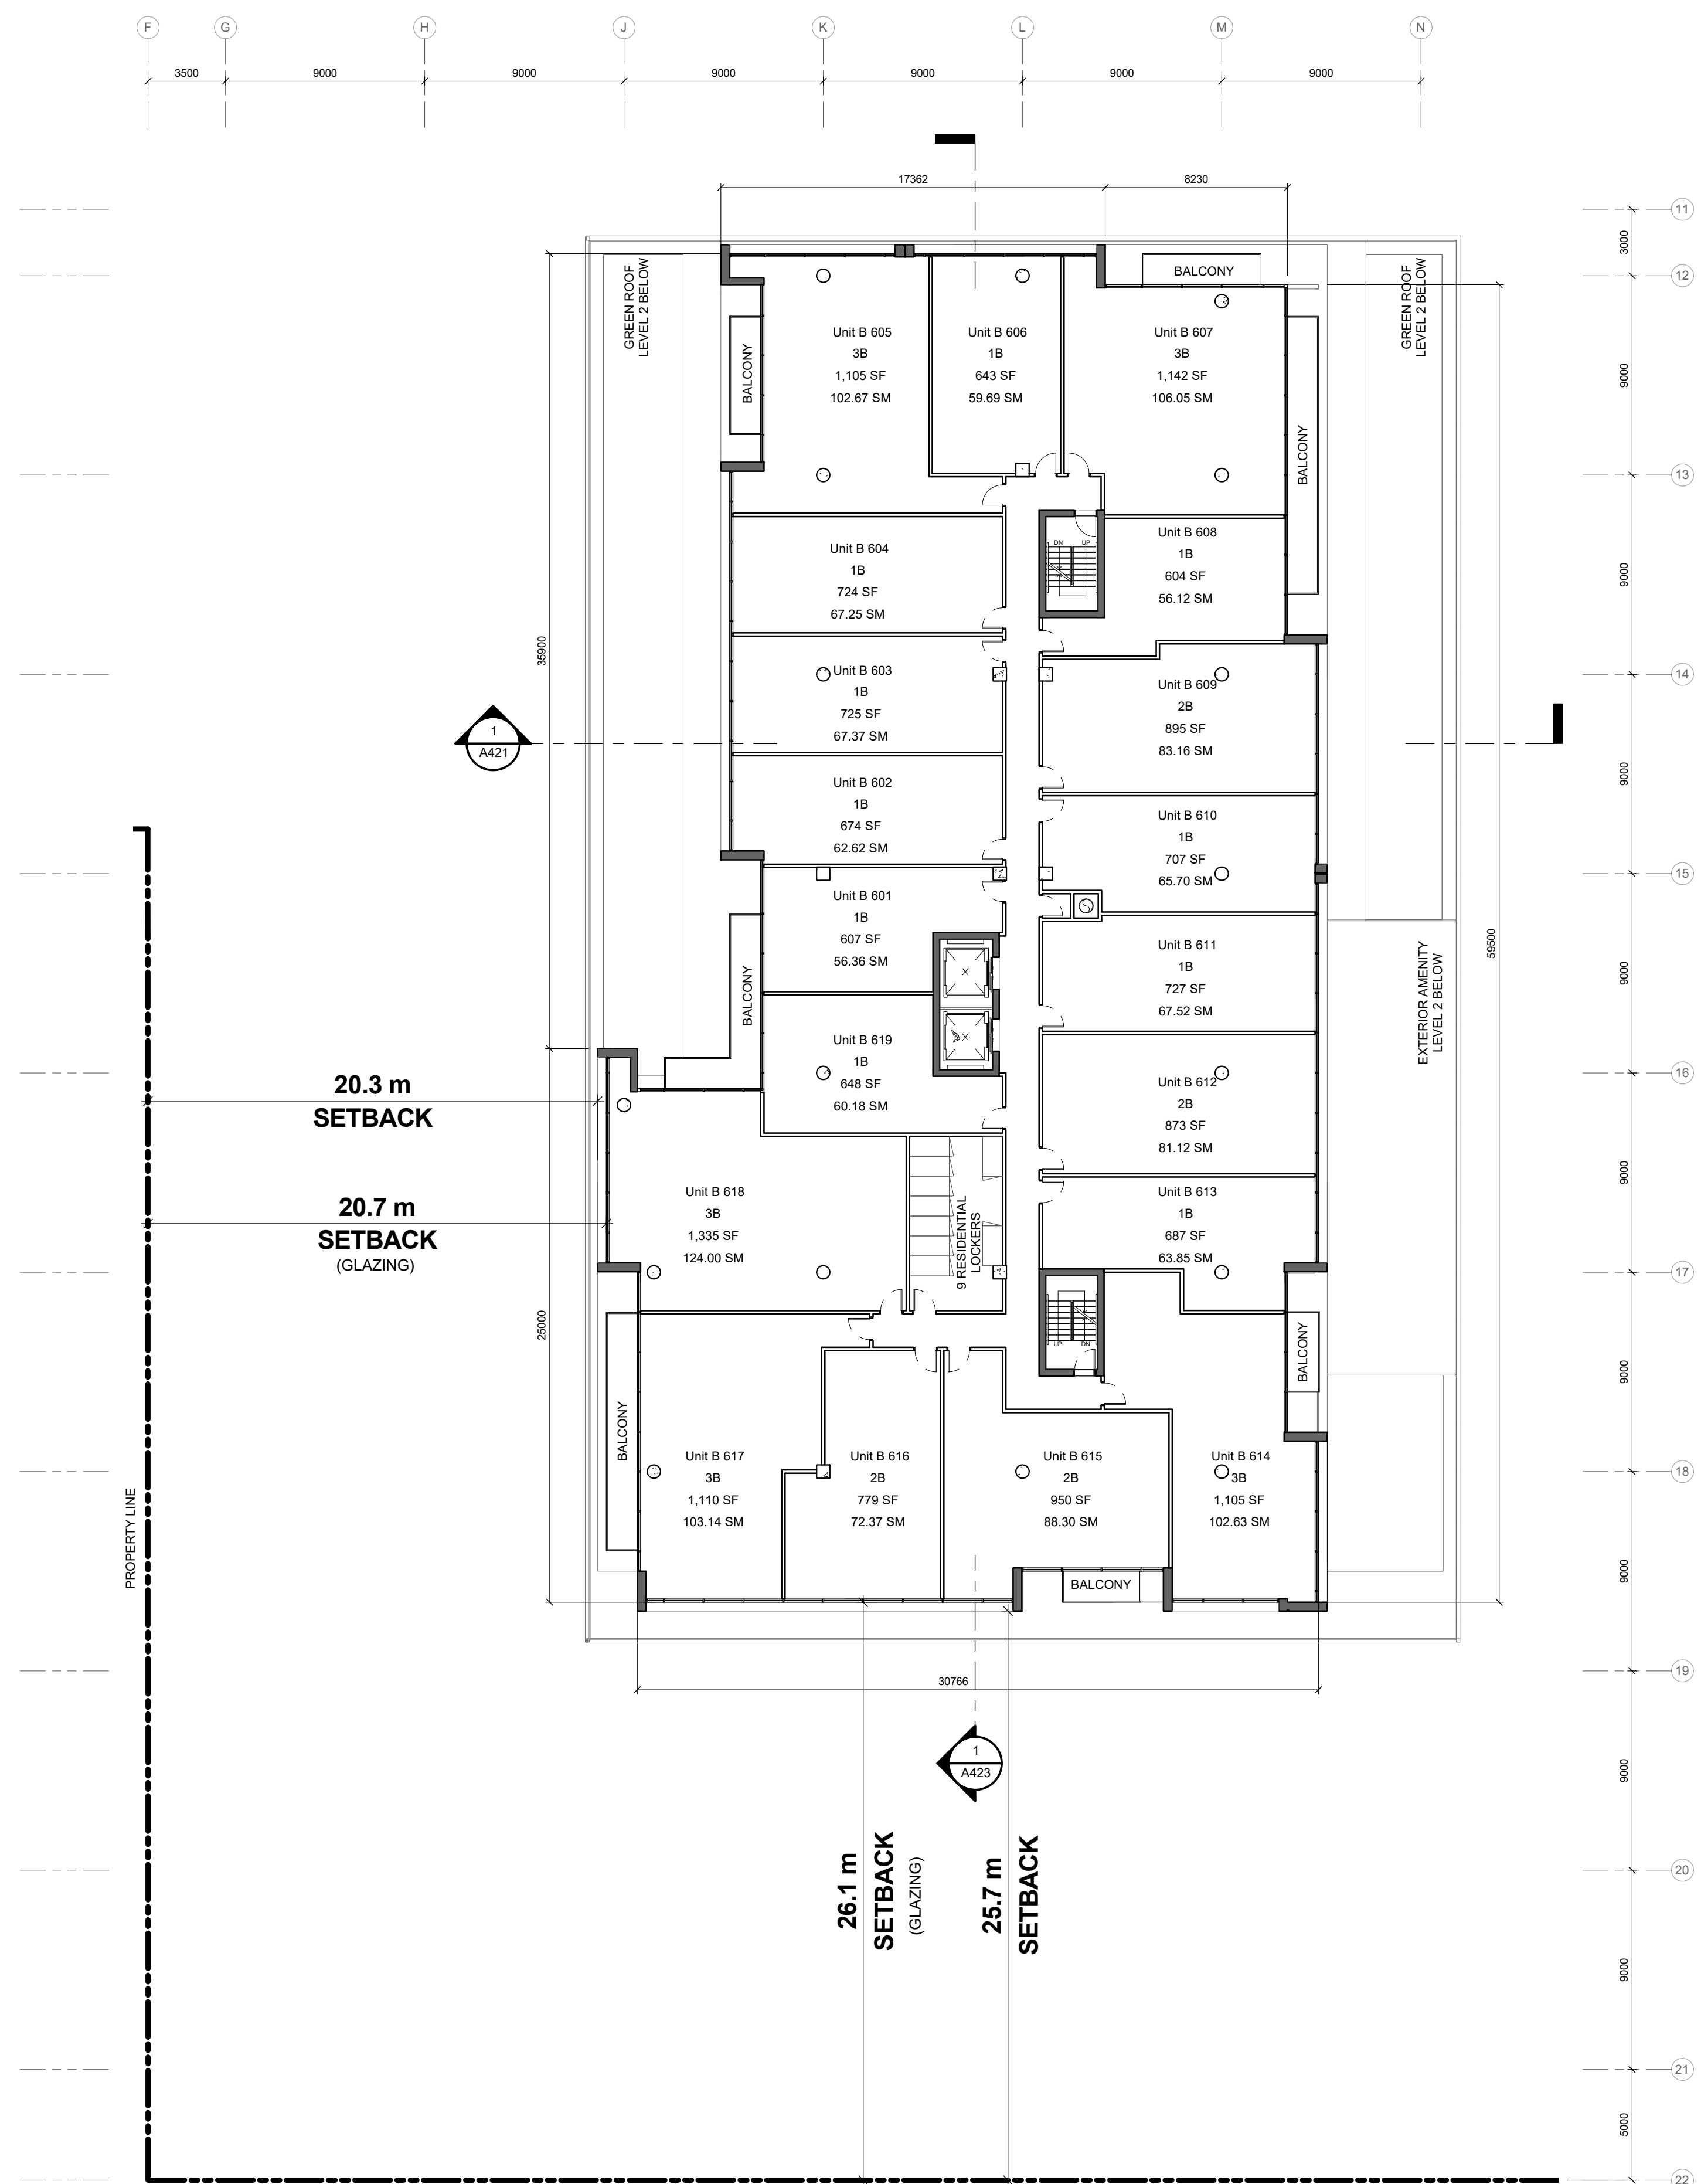 F
G
H
J
K
L
M
N
3500
9000
9000
9000
9000
9000
9000
17362
8230
11
3000
12
9000
13
9000
14
9000
15
9000
16
9000
17
9000
18
9000
19
9000
20
9000
21
5000
22
GREEN ROOF
LEVEL 2 BELOW
BALCONY
BALCONY
GREEN ROOF
LEVEL 2 BELOW
Unit B 605
3B
1,105 SF
102.67 SM
Unit B 606
1B
643 SF
59.69 SM
Unit B 607
3B
1,142 SF
106.05 SM
BALCONY
DN
UP
Unit B 608
1B
604 SF
56.12 SM
Unit B 604
1B
724 SF
67.25 SM
35900
Unit B 603
1B
725 SF
67.37 SM
Unit B 609
2B
895 SF
83.16 SM
1
A421
Unit B 602
1B
674 SF
62.62 SM
Unit B 610
1B
707 SF
65.70 SM
Unit B 601
1B
607 SF
56.36 SM
Unit B 611
1B
727 SF
67.52 SM
59500
EXTERIOR AMENITY
LEVEL 2 BELOW
BALCONY
Unit B 619
1B
648 SF
60.18 SM
Unit B 612
2B
873 SF
81.12 SM
20.3 m
SETBACK
20.7 m
SETBACK
(GLAZING)
Unit B 618
3B
1,335 SF
124.00 SM
9 RESIDENTIAL
LOCKERS
Unit B 613
1B
687 SF
63.85 SM
25000
UP
DN
BALCONY
BALCONY
Unit B 617
3B
1,110 SF
103.14 SM
Unit B 616
2B
779 SF
72.37 SM
Unit B 615
2B
950 SF
88.30 SM
Unit B 614
3B
1,105 SF
102.63 SM
PROPERTY LINE
BALCONY
30766
1
A423
26.1 m
SETBACK
(GLAZING)
25.7 m
SETBACK